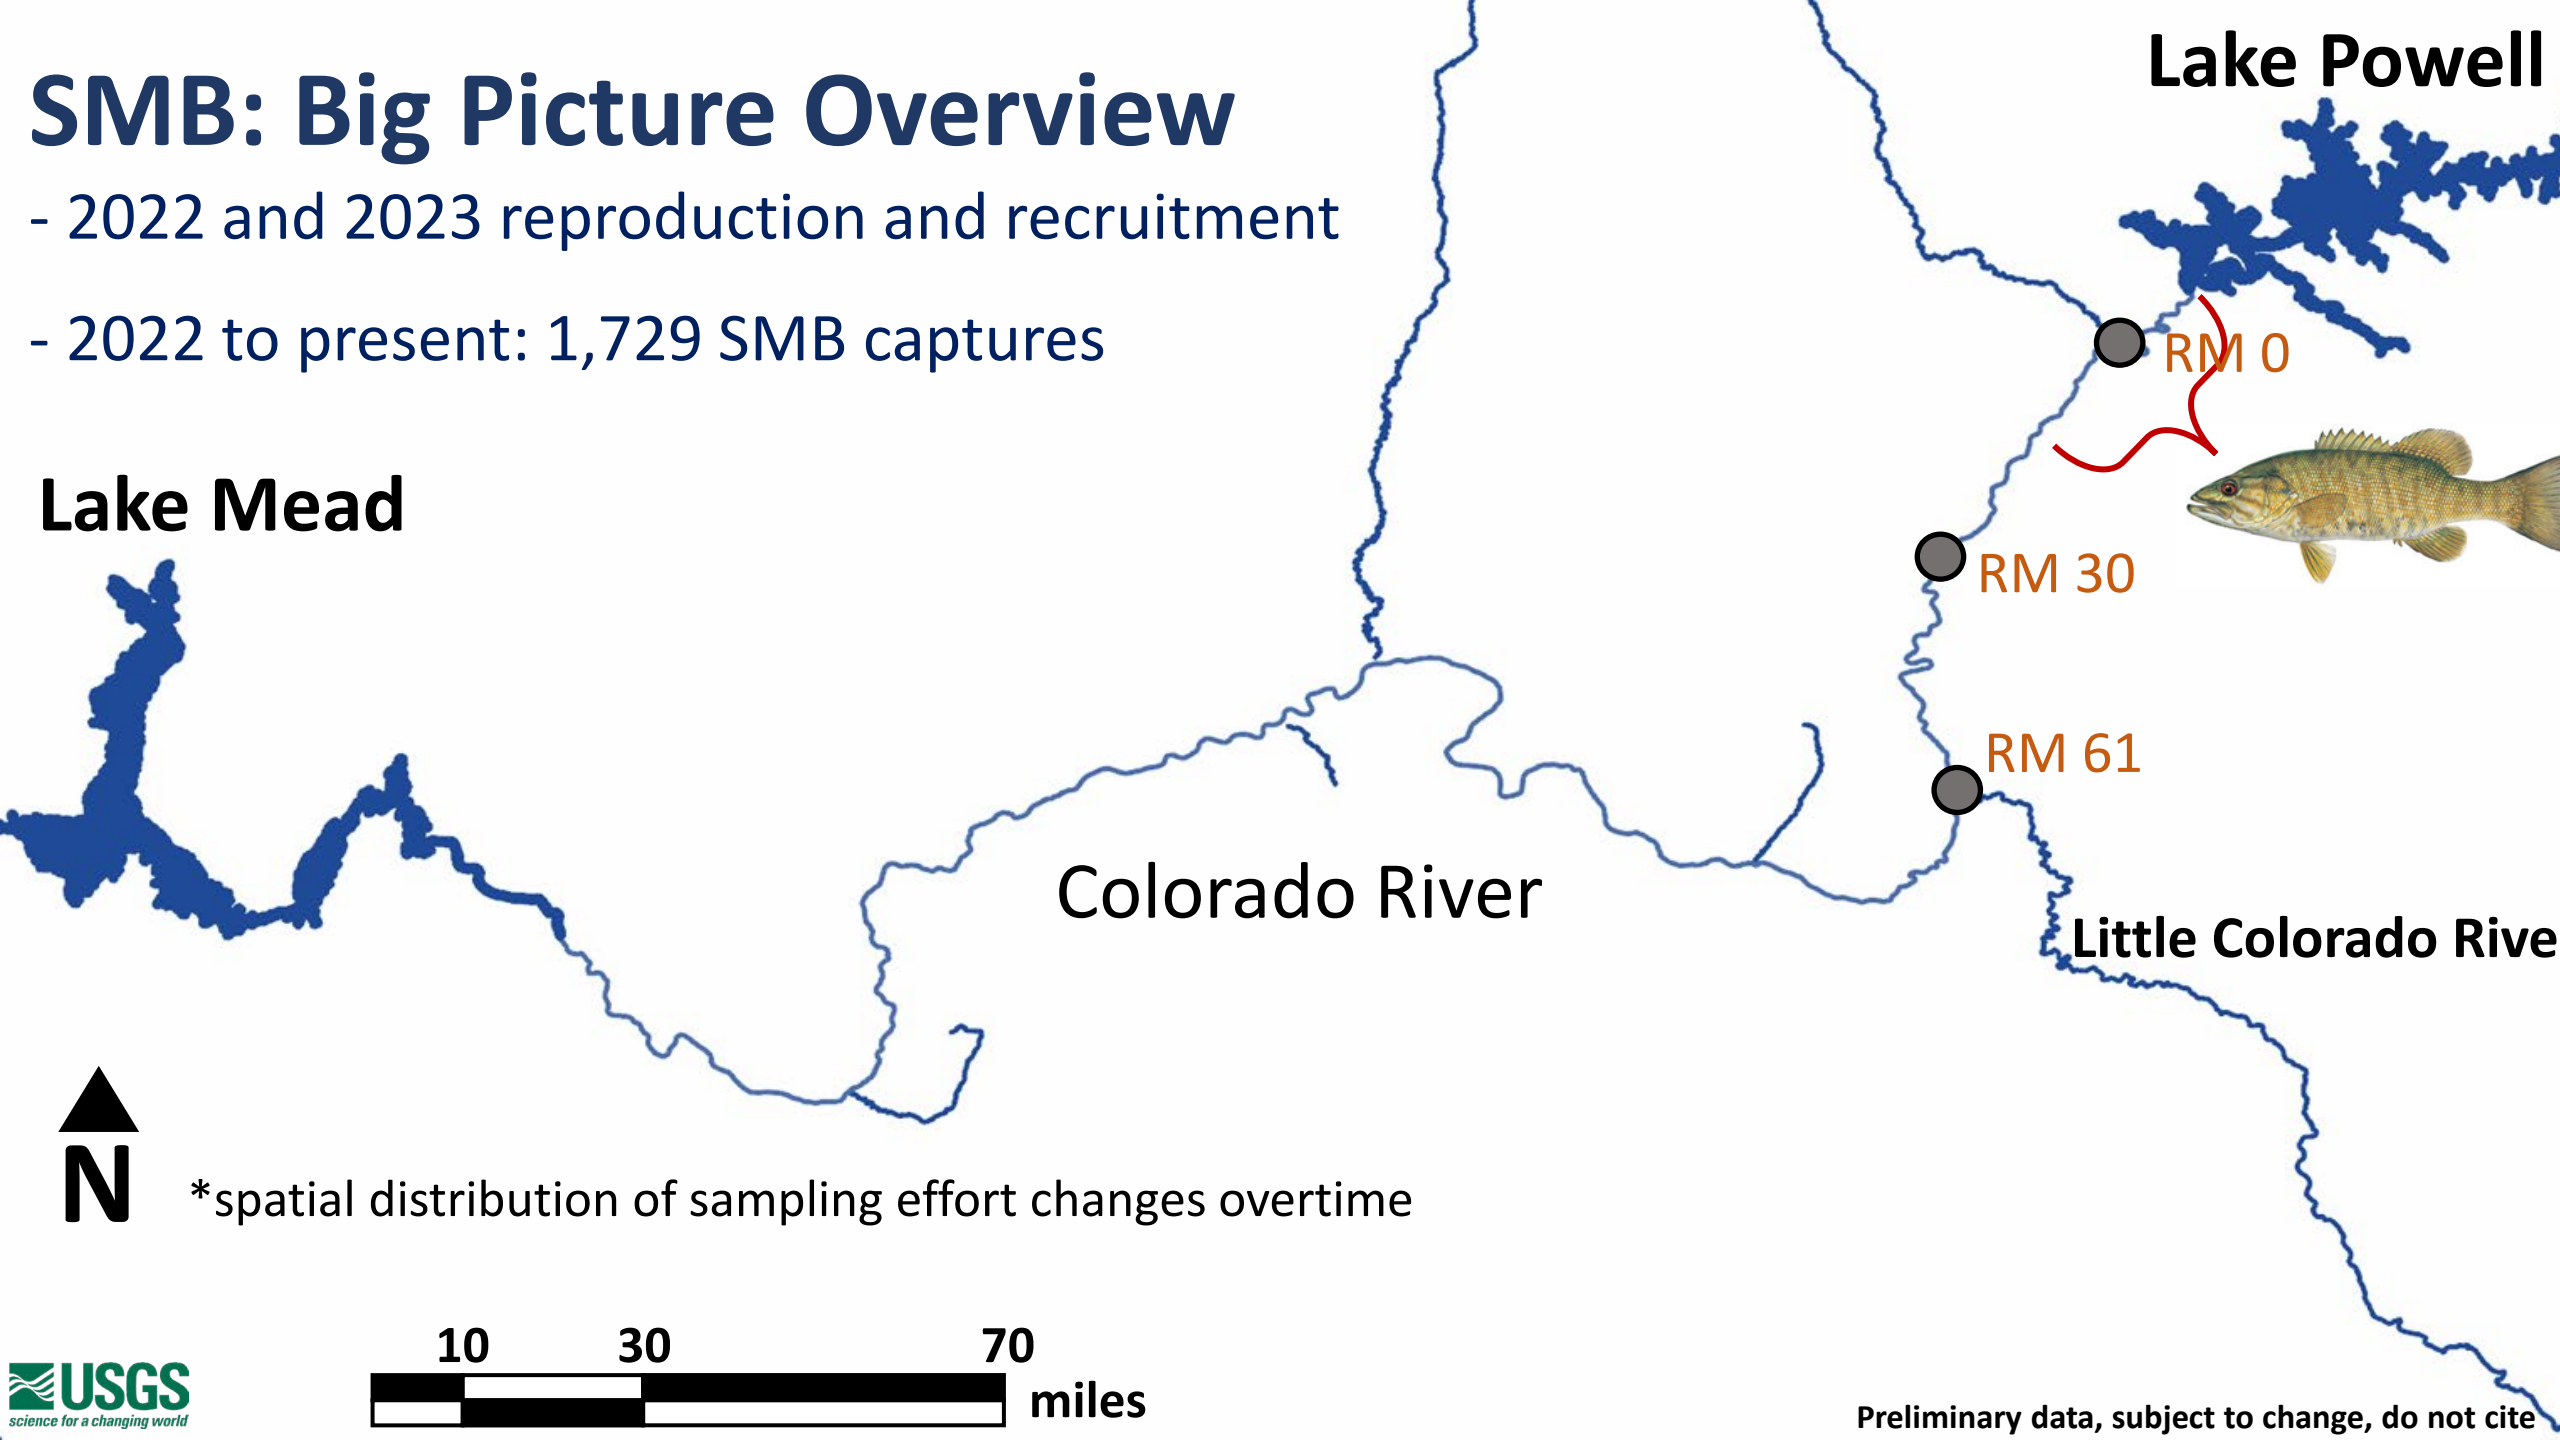 SMB: Big Picture Overview
- 2022 and 2023 reproduction and recruitment
- 2022 to present: 1,729 SMB captures
Lake Powell
RM 0
Lake Mead
RM 30
RM 61
Colorado River
Little Colorado Rive
N
*spatial distribution of sampling effort changes overtime
10 30 70
miles
USGS
science for a changing world
Preliminary data, subject to change, do not cite